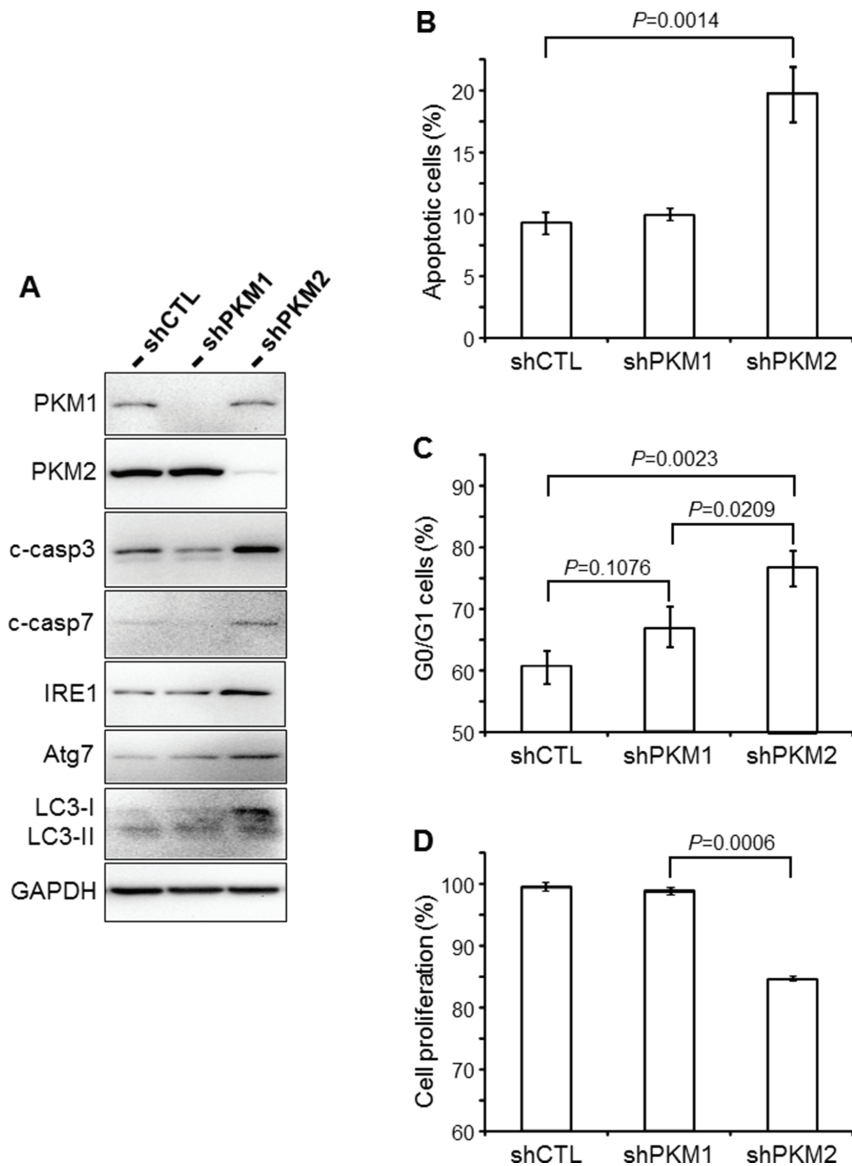 A
shCTL
shPKM1
shPKM2
PKM1
PKM2
c-casp3
c-casp7
IRE1
Atg7
LC3-I
LC3-II
GAPDH
B
P=0.0014
Apoptotic cells (%)
20
15
10
5
0
shCTL shPKM1 shPKM2
C
P=0.0023
P=0.0209
P=0.1076
G0/G1 cells (%)
90
80
70
60
50
shCTL shPKM1 shPKM2
D
P=0.0006
Cell proliferation (%)
100
90
80
70
60
shCTL shPKM1 shPKM2